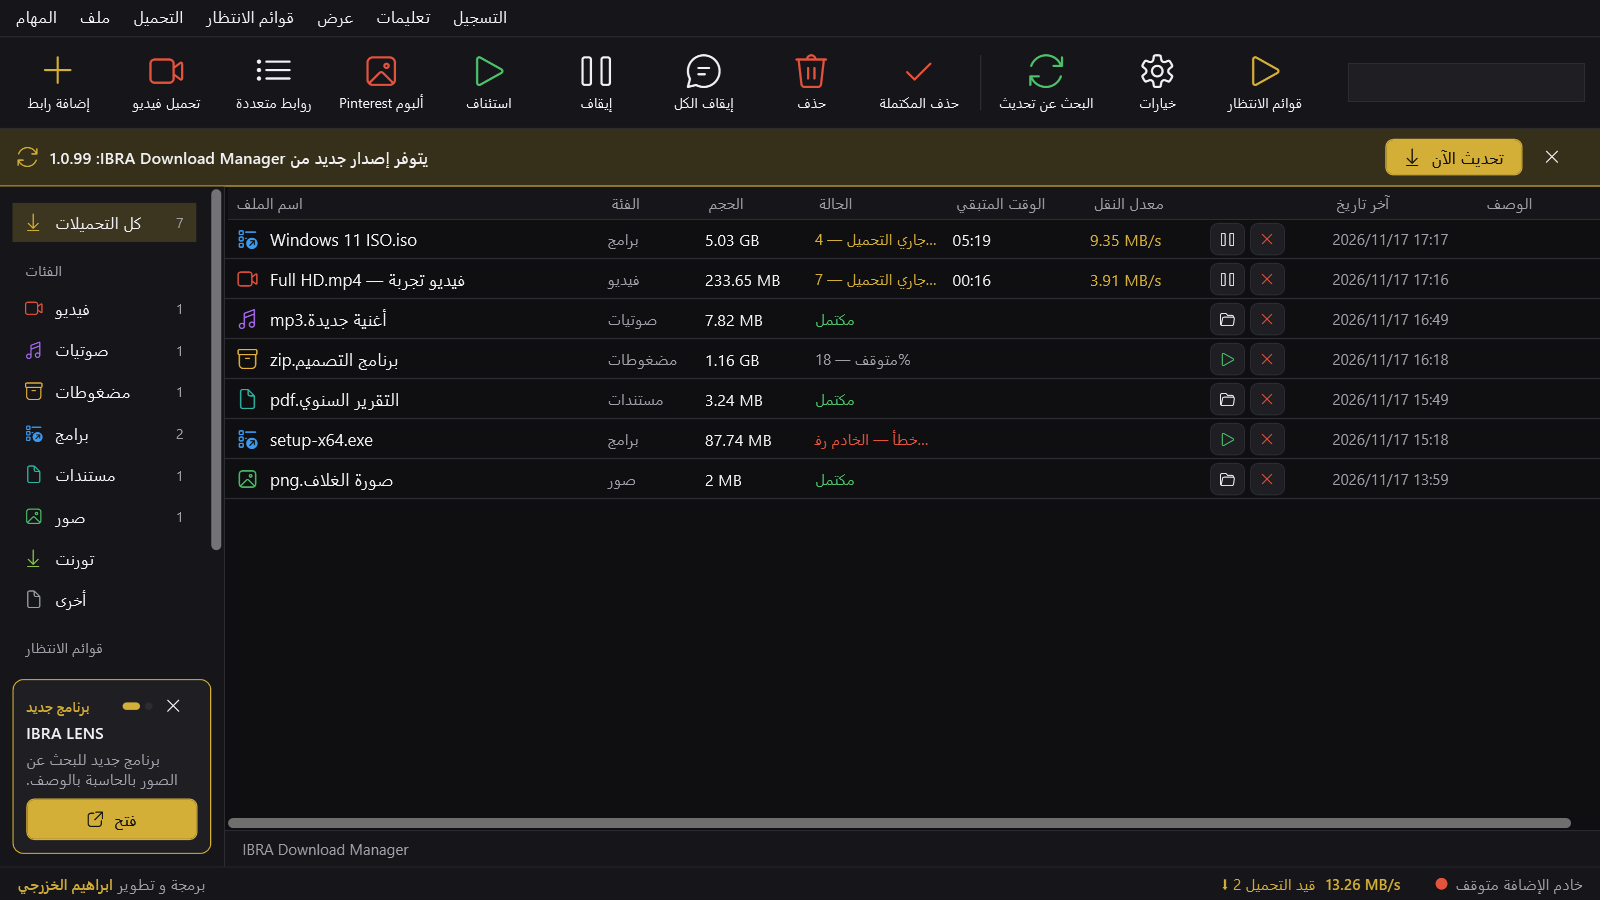 المهام ملف التحميل قوائم الانتظار عرض تعليمات التسجيل
إضافة رابط تحميل فيديو روابط متعددة ألبوم Pinterest استئناف إيقاف إيقاف الكل حذف حذف المكتملة البحث عن تحديث خيارات قوائم الانتظار
يتوفر إصدار جديد من IBRA Download Manager: 1.0.99
تحديث الآن
كل التحميلات 7
الفئات
فيديو 1
صوتيات 1
مضغوطات 1
برامج 2
مستندات 1
صور 1
تورنت
أخرى
قوائم الانتظار
برنامج جديد
IBRA LENS
برنامج جديد للبحث عن
الصور بالحاسبة بالوصف.
فتح
اسم الملف الفئة الحجم الحالة الوقت المتبقي معدل النقل آخر تاريخ الوصف
Windows 11 ISO.iso برامج 5.03 GB جاري التحميل — 4... 05:19 9.35 MB/s 2026/11/17 17:17
فيديو تجربة — Full HD.mp4 فيديو 233.65 MB جاري التحميل — 7... 00:16 3.91 MB/s 2026/11/17 17:16
أغنية جديدة.mp3 صوتيات 7.82 MB مكتمل 2026/11/17 16:49
برنامج التصميم.zip مضغوطات 1.16 GB متوقف — 18% 2026/11/17 16:18
التقرير السنوي.pdf مستندات 3.24 MB مكتمل 2026/11/17 15:49
setup-x64.exe برامج 87.74 MB خطأ — الخادم رف... 2026/11/17 15:18
صورة الغلاف.png صور 2 MB مكتمل 2026/11/17 13:59
IBRA Download Manager
برمجة و تطوير ابراهيم الخزرجي
⬇ 2 قيد التحميل 13.26 MB/s
خادم الإضافة متوقف